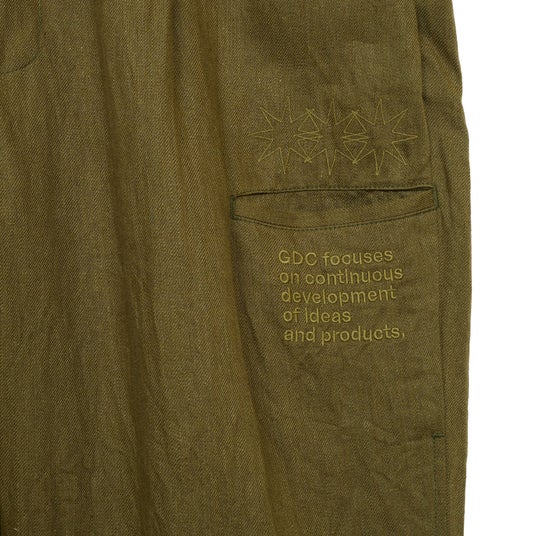 GDC focuses
on continuous
development
of ideas
and products.